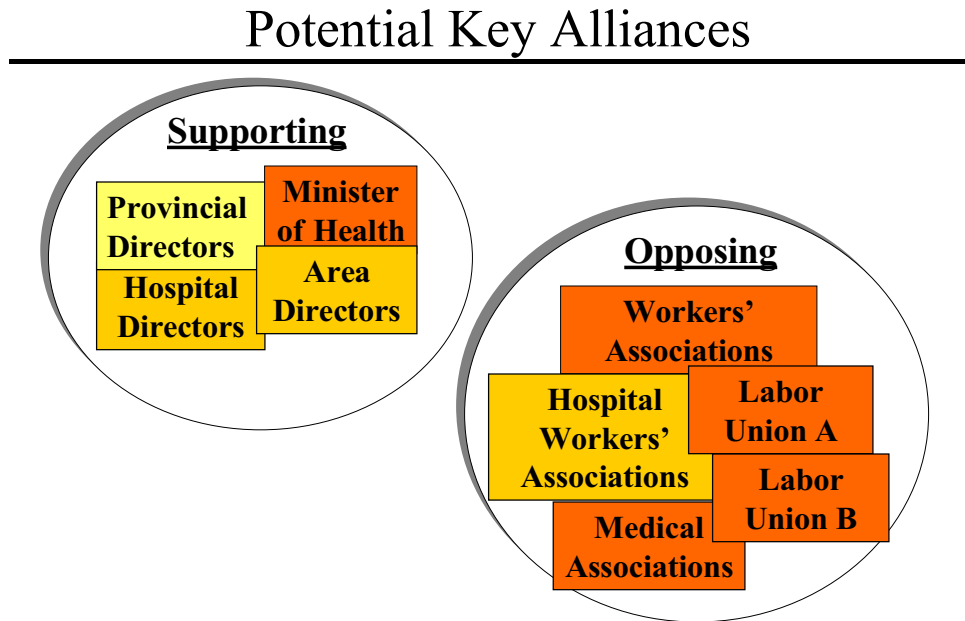 Potential Key Alliances
Supporting
Provincial
Directors
Minister
of Health
Hospital
Directors
Area
Directors
Opposing
Workers’
Associations
Hospital
Workers’
Associations
Labor
Union A
Labor
Union B
Medical
Associations